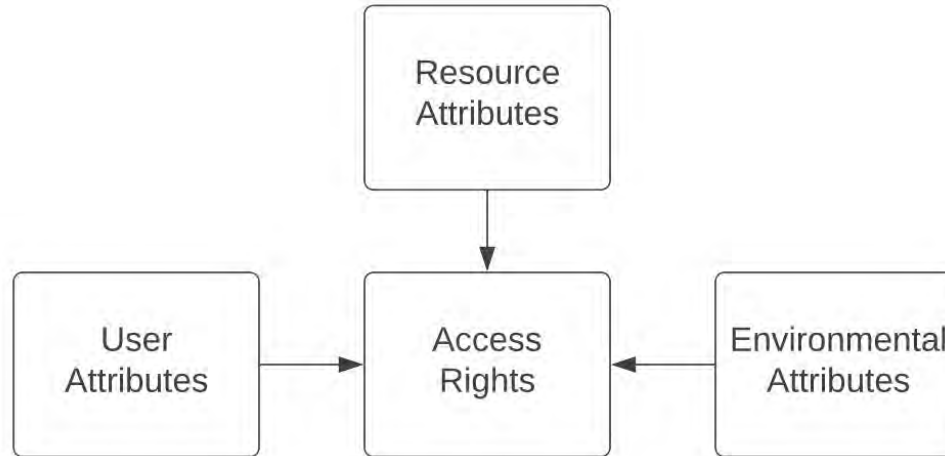 Resource
Attributes
User
Attributes
Access
Rights
Environmental
Attributes